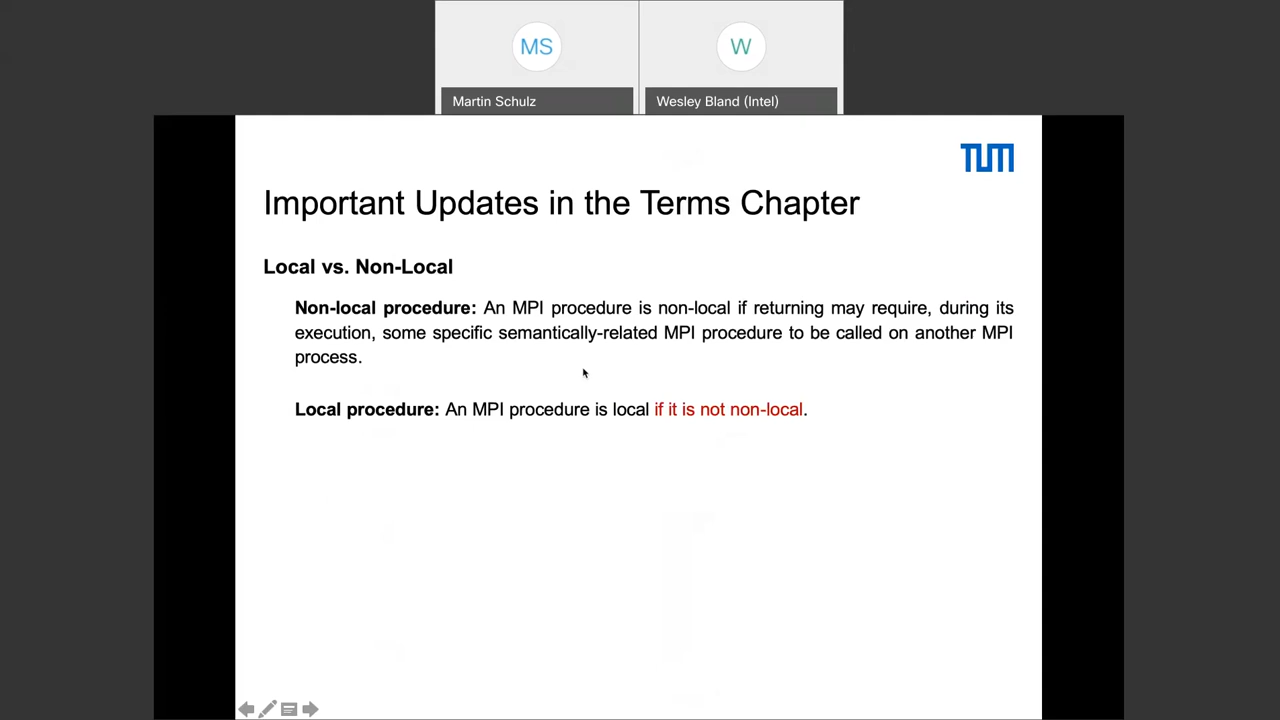 MS
W
Martin Schulz
Wesley Bland (Intel)
TUM
Important Updates in the Terms Chapter
Local vs. Non-Local
Non-local procedure: An MPI procedure is non-local if returning may require, during its
execution, some specific semantically-related MPI procedure to be called on another MPI
process.
Local procedure: An MPI procedure is local if it is not non-local.